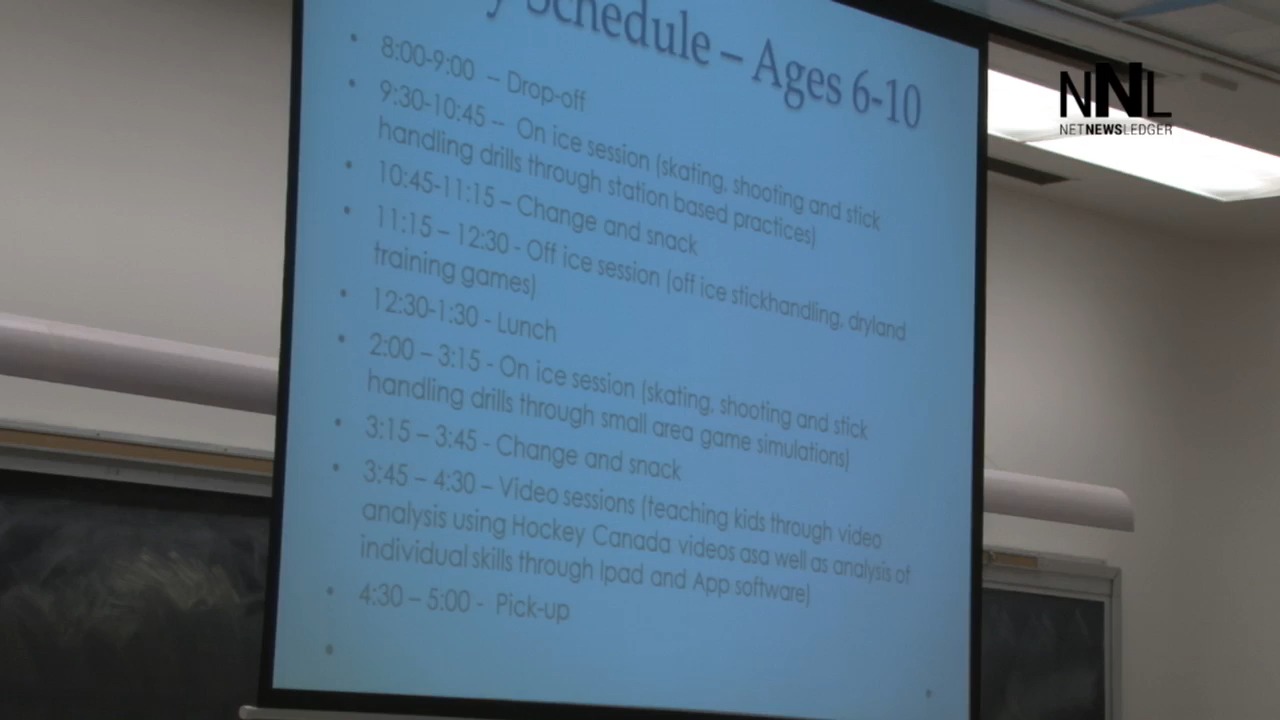 y Schedule – Ages 6-10
• 8:00-9:00 – Drop-off
• 9:30-10:45 -- On ice session (skating, shooting and stick
handling drills through station based practices)
• 10:45-11:15 – Change and snack
• 11:15 – 12:30 - Off ice session (off ice stickhandling, dryland
training games)
• 12:30-1:30 - Lunch
• 2:00 – 3:15 - On ice session (skating, shooting and stick
handling drills through small area game simulations)
• 3:15 – 3:45 - Change and snack
• 3:45 – 4:30 – Video sessions (teaching kids through video
analysis using Hockey Canada videos asa well as analysis of
individual skills through Ipad and App software)
• 4:30 – 5:00 - Pick-up
NNL
NETNEWSLEDGER